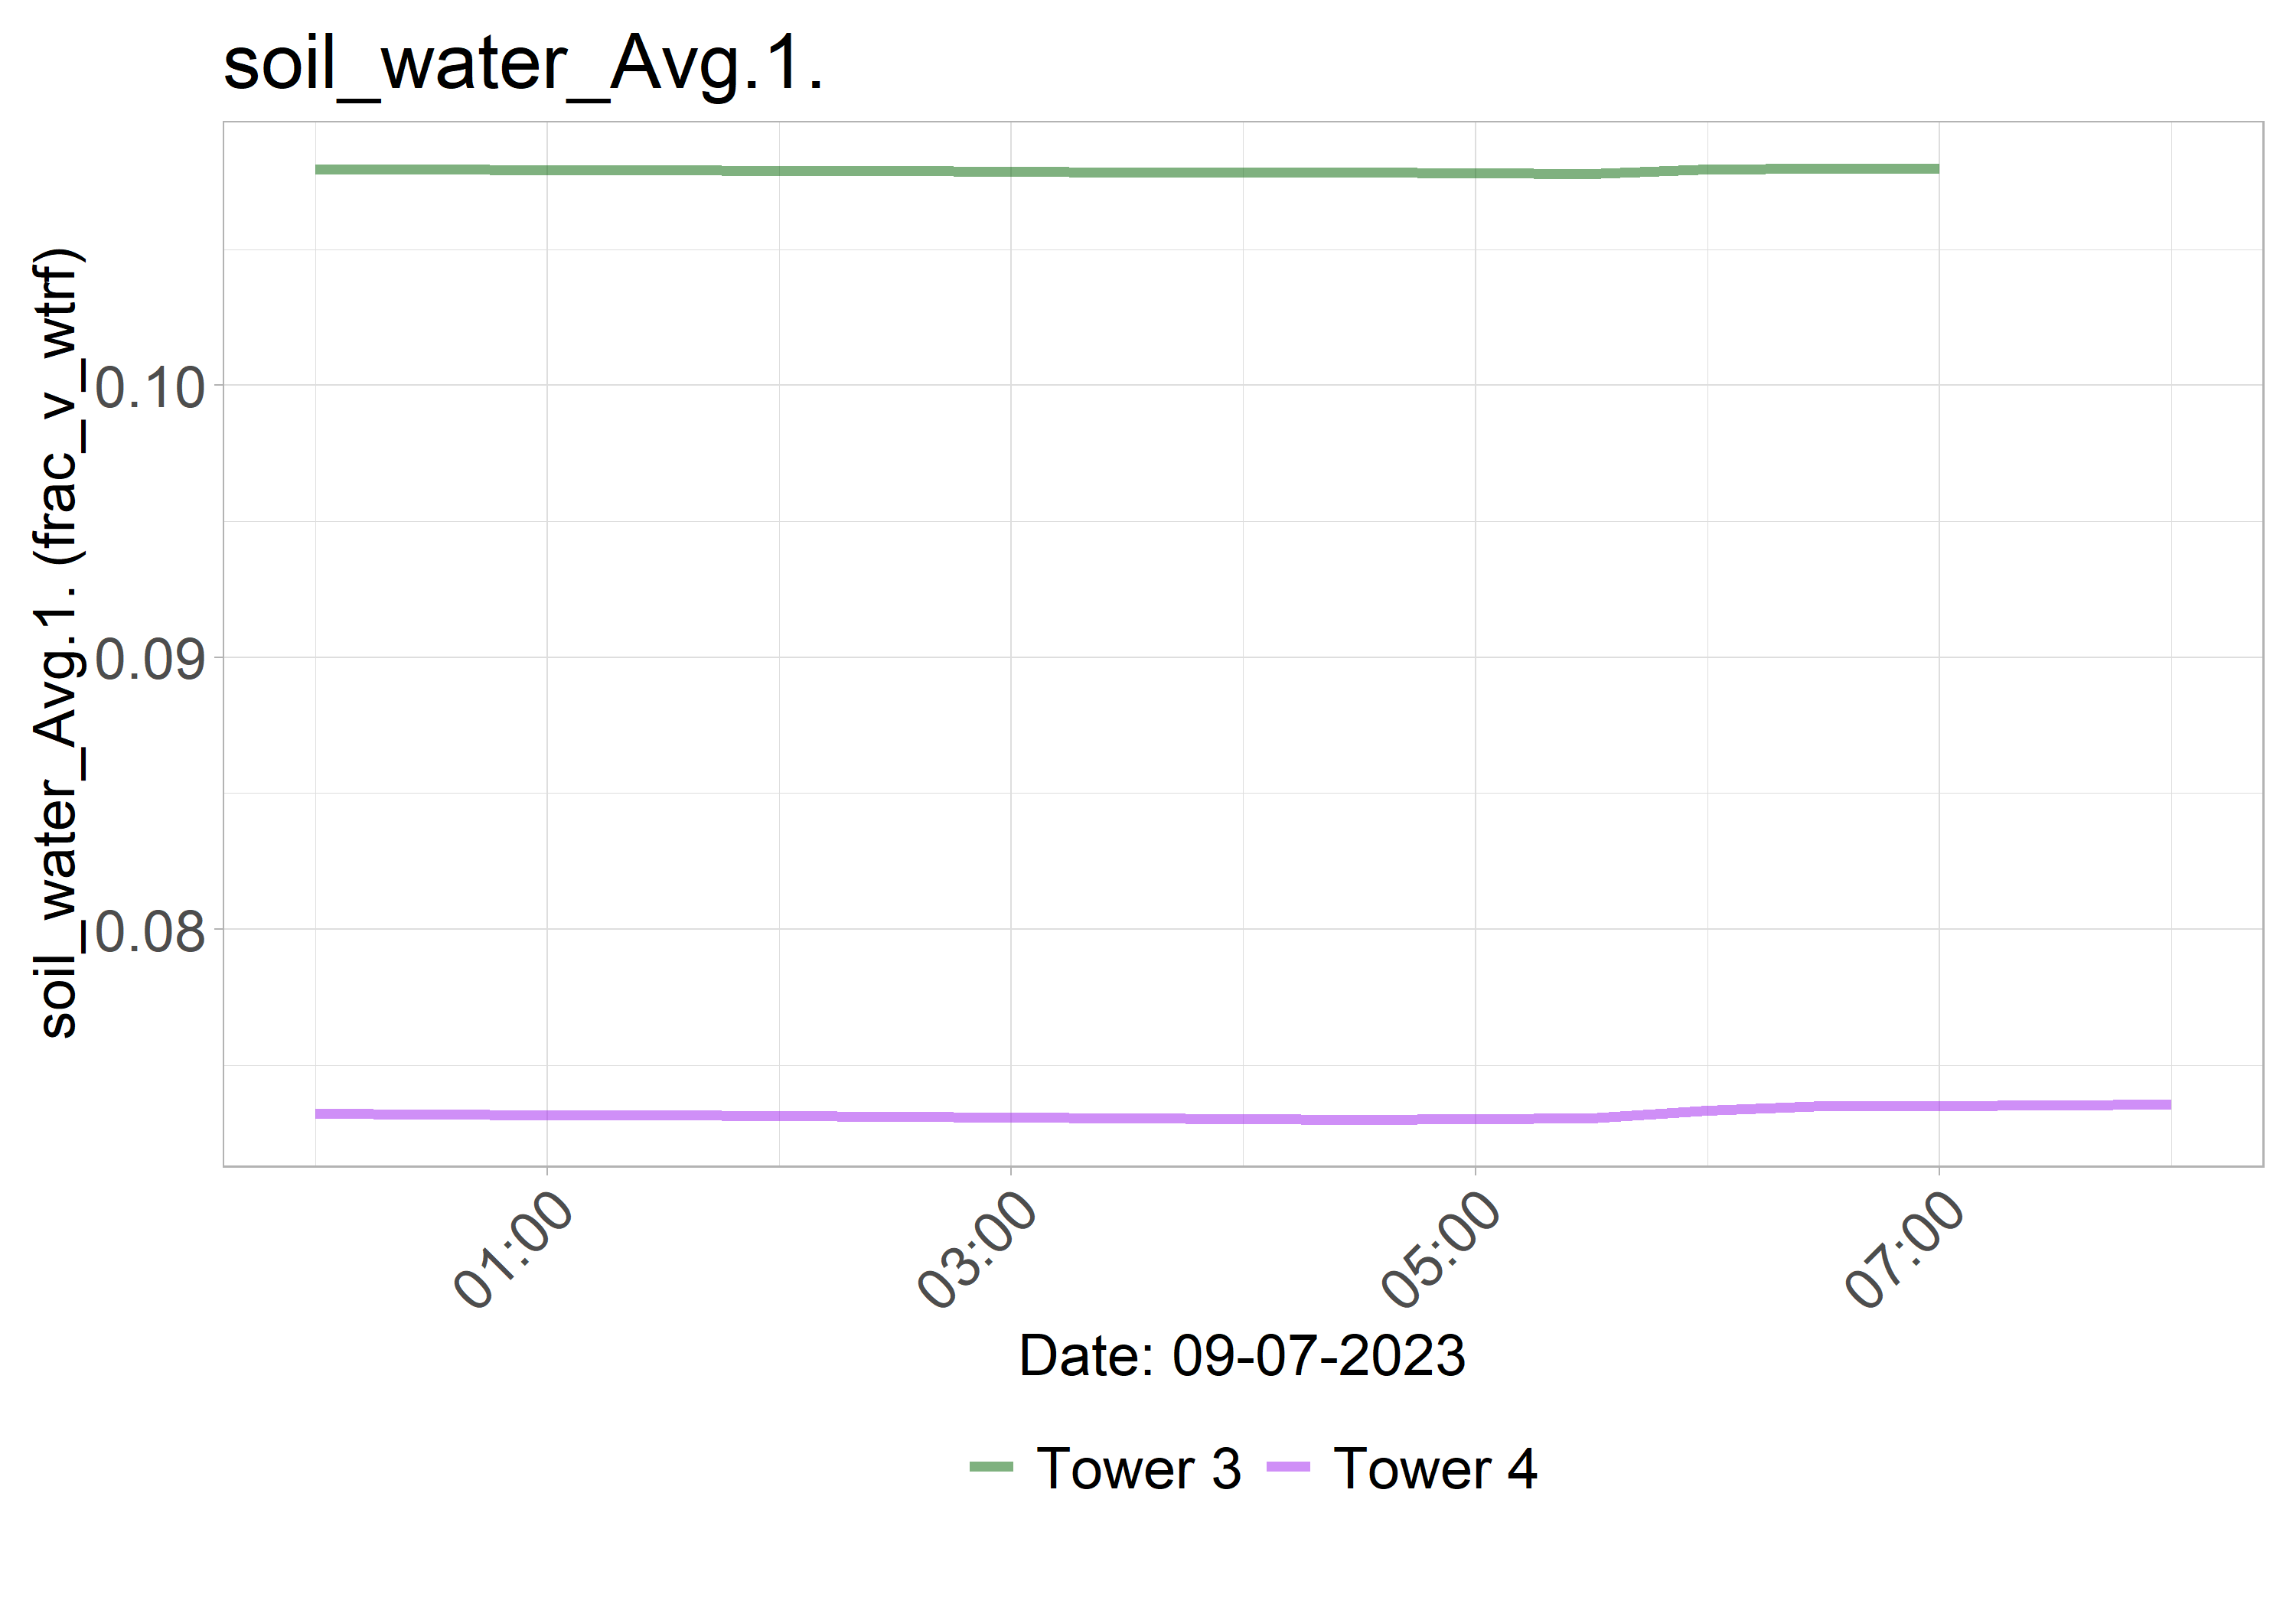 soil_water_Avg.1.
soil_water_Avg.1. (frac_v_wtrf)
0.10
0.09
0.08
01:00
03:00
05:00
07:00
Date: 09-07-2023
Tower 3
Tower 4